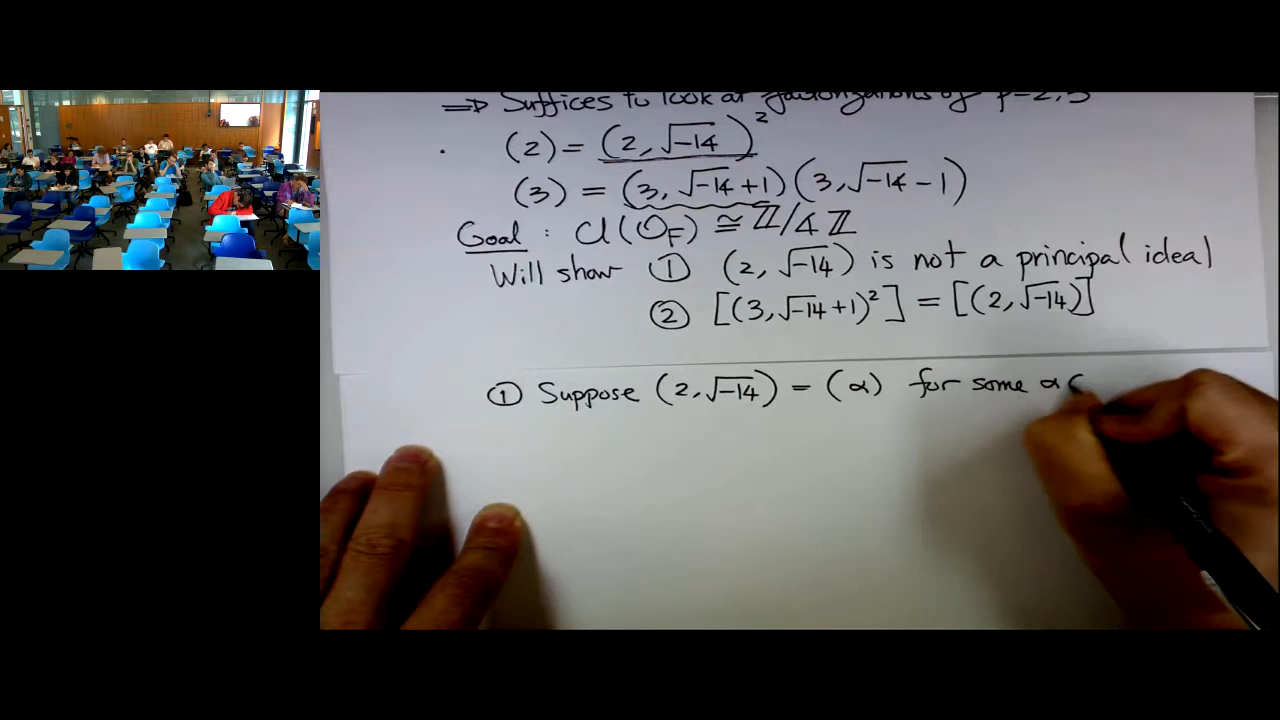 ⇒ Suffices to look at factorizations of p=2,3
· (2) = (2, √-14)²
(3) = (3, √-14+1)(3, √-14-1)
Goal : Cl(O_F) ≅ ℤ/4ℤ
Will show ① (2, √-14) is not a principal ideal
② [(3, √-14+1)²] = [(2, √-14)]
① Suppose (2, √-14) = (α) for some α